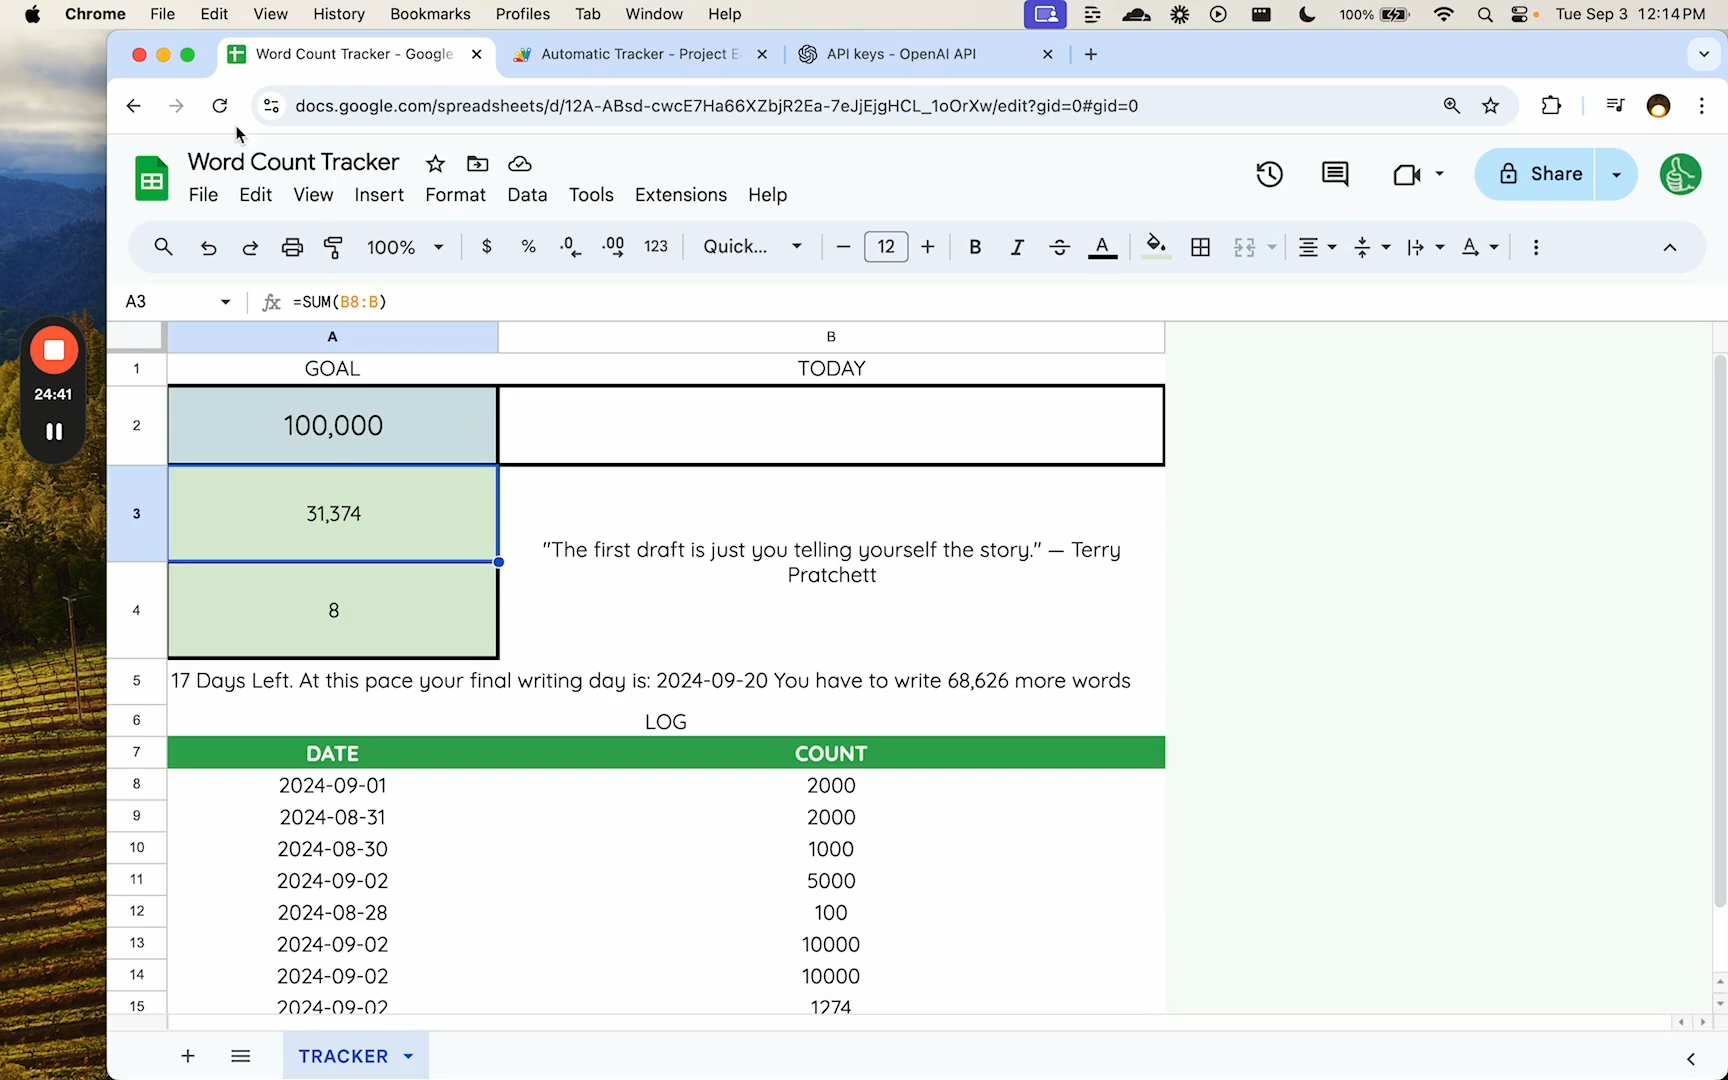 Chrome File Edit View History Bookmarks Profiles Tab Window Help 100% Tue Sep 3 12:14 PM
Word Count Tracker - Google Automatic Tracker - Project E API keys - OpenAI API
docs.google.com/spreadsheets/d/12A-ABsd-cwcE7Ha66XZbjR2Ea-7eJjEjgHCL_1oOrXw/edit?gid=0#gid=0
Word Count Tracker
Share
File Edit View Insert Format Data Tools Extensions Help
100% $ % .0 .00 123 Quick... 12 B I A A
A3 fx =SUM(B8:B)
A B
1 GOAL TODAY
2 100,000
24:41
3 31,374
"The first draft is just you telling yourself the story." — Terry
Pratchett
4 8
5 17 Days Left. At this pace your final writing day is: 2024-09-20 You have to write 68,626 more words
6 LOG
7 DATE COUNT
8 2024-09-01 2000
9 2024-08-31 2000
10 2024-08-30 1000
11 2024-09-02 5000
12 2024-08-28 100
13 2024-09-02 10000
14 2024-09-02 10000
15 2024-09-02 1274
TRACKER